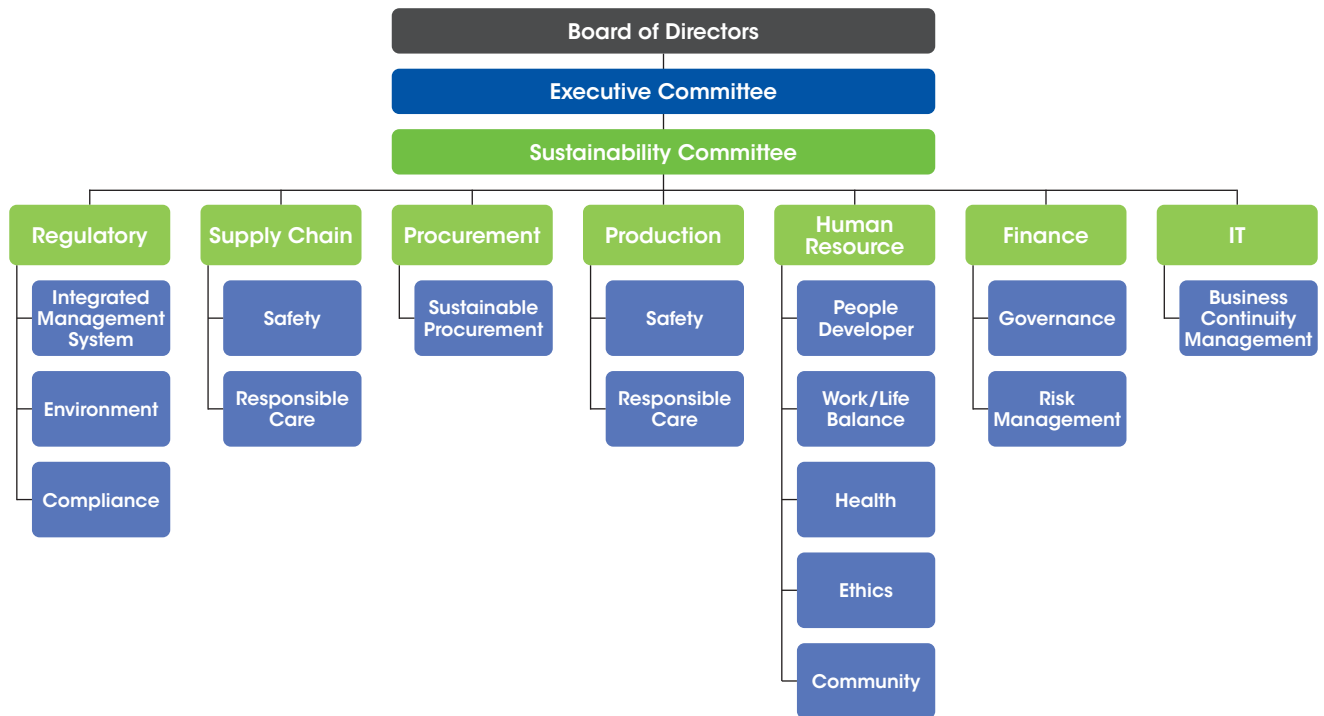 Board of Directors
Executive Committee
Sustainability Committee
Regulatory
Integrated
Management
System
Environment
Compliance
Supply Chain
Safety
Responsible
Care
Procurement
Sustainable
Procurement
Production
Safety
Responsible
Care
Human
Resource
People
Developer
Work/Life
Balance
Health
Ethics
Community
Finance
Governance
Risk
Management
IT
Business
Continuity
Management